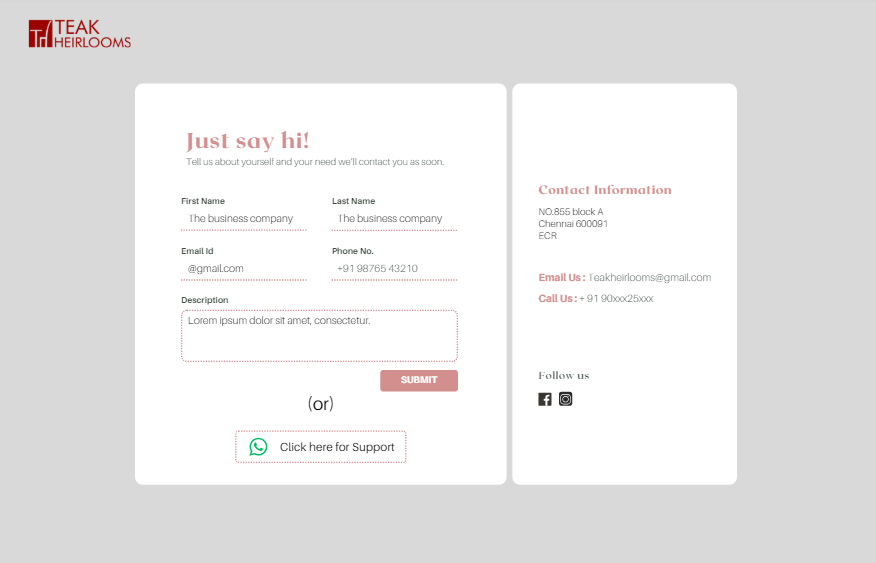 TEAK
HEIRLOOMS
Just say hi!
Tell us about yourself and your need we'll contact you as soon.
First Name
Last Name
The business company
The business company
Email Id
Phone No.
@gmail.com
+91 98765 43210
Description
Lorem ipsum dolor sit amet, consectetur.
SUBMIT
(or)
Click here for Support
Contact Information
NO.855 block A
Chennai 600091
ECR
Email Us : Teakheirlooms@gmail.com
Call Us : + 91 90xxx25xxx
Follow us